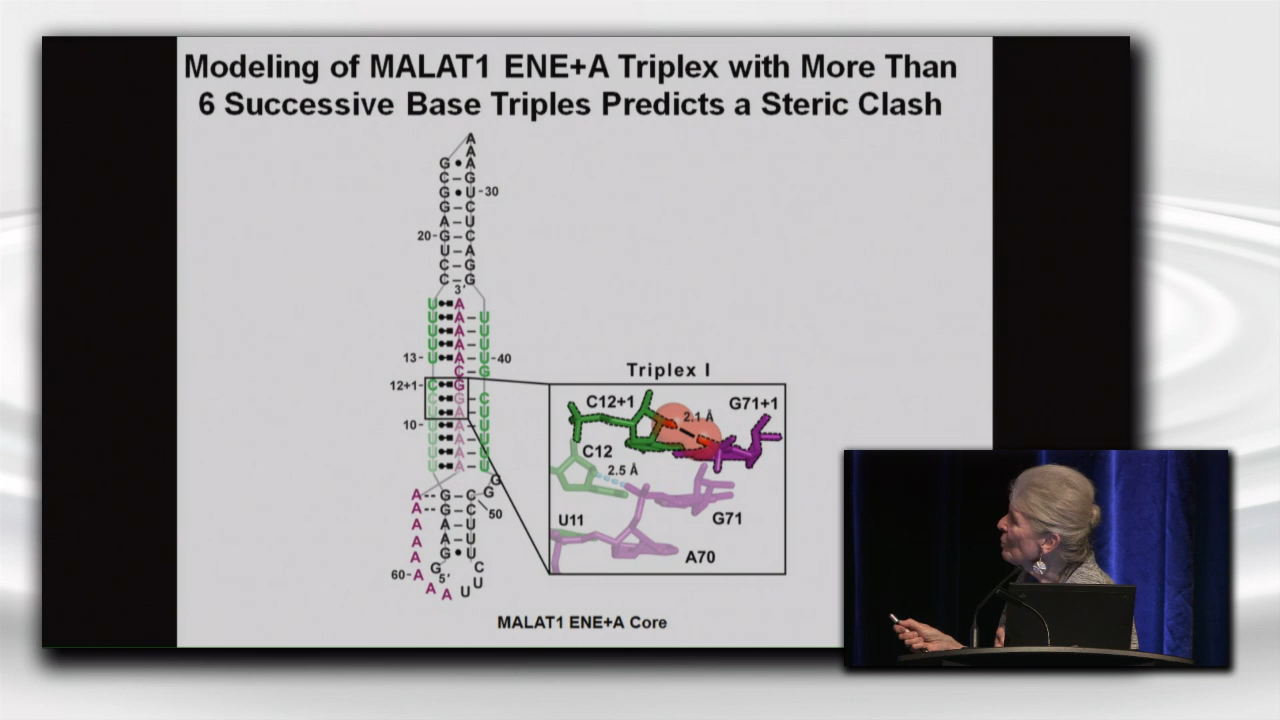 Modeling of MALAT1 ENE+A Triplex with More Than
6 Successive Base Triples Predicts a Steric Clash
A
A
G • A
C – G
G • U -30
G – C
A – U
20- G – C
U – A
C – G
C – G
3'
U A
U A – U
U A – U
U A – U
13- U A – U -40
C – G
12+1- C G
C G – C
U A – U
10- U A – U
U A – U
U A – U
G
A -- G – C G
A -- G – C -50
A A – U
A A – U
A G • U
60- A G C
5' U
A A U
Triplex I
C12+1
2.1 Å
G71+1
C12
2.5 Å
G71
U11
A70
MALAT1 ENE+A Core